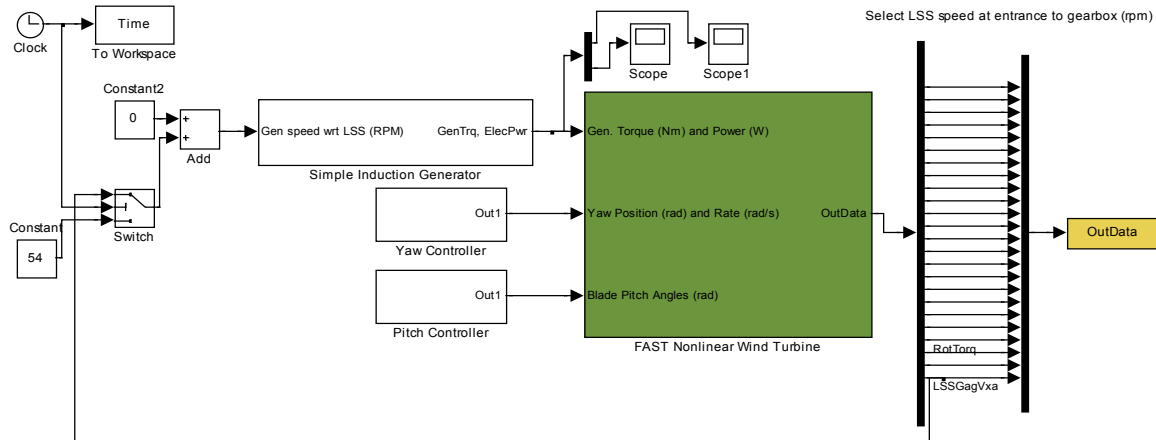 Select LSS speed at entrance to gearbox (rpm)
Clock
Time
To Workspace
Scope
Scope1
Constant2
0
+
+
Add
Gen speed wrt LSS (RPM)
GenTrq, ElecPwr
Simple Induction Generator
Gen. Torque (Nm) and Power (W)
Constant
54
Switch
Out1
Yaw Controller
Yaw Position (rad) and Rate (rad/s)
OutData
OutData
Out1
Pitch Controller
Blade Pitch Angles (rad)
FAST Nonlinear Wind Turbine
RotTorq
LSSGagVxa